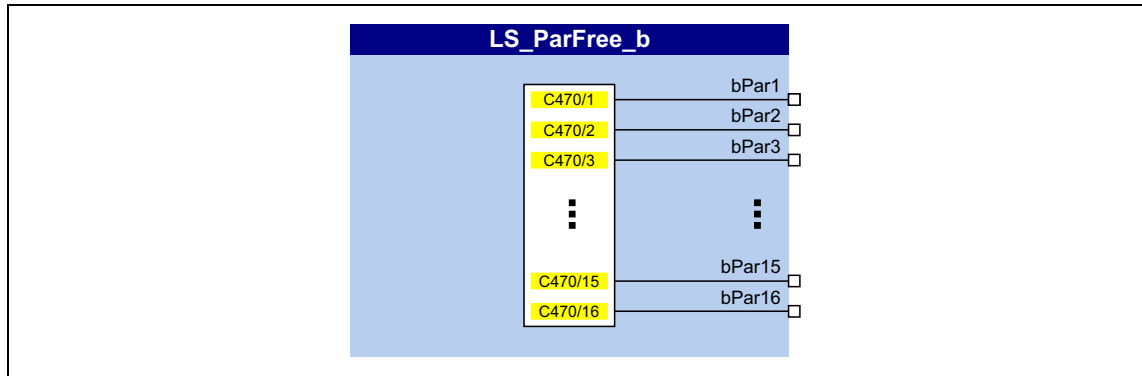 LS_ParFree_b
C470/1 bPar1
C470/2 bPar2
C470/3 bPar3
C470/15 bPar15
C470/16 bPar16